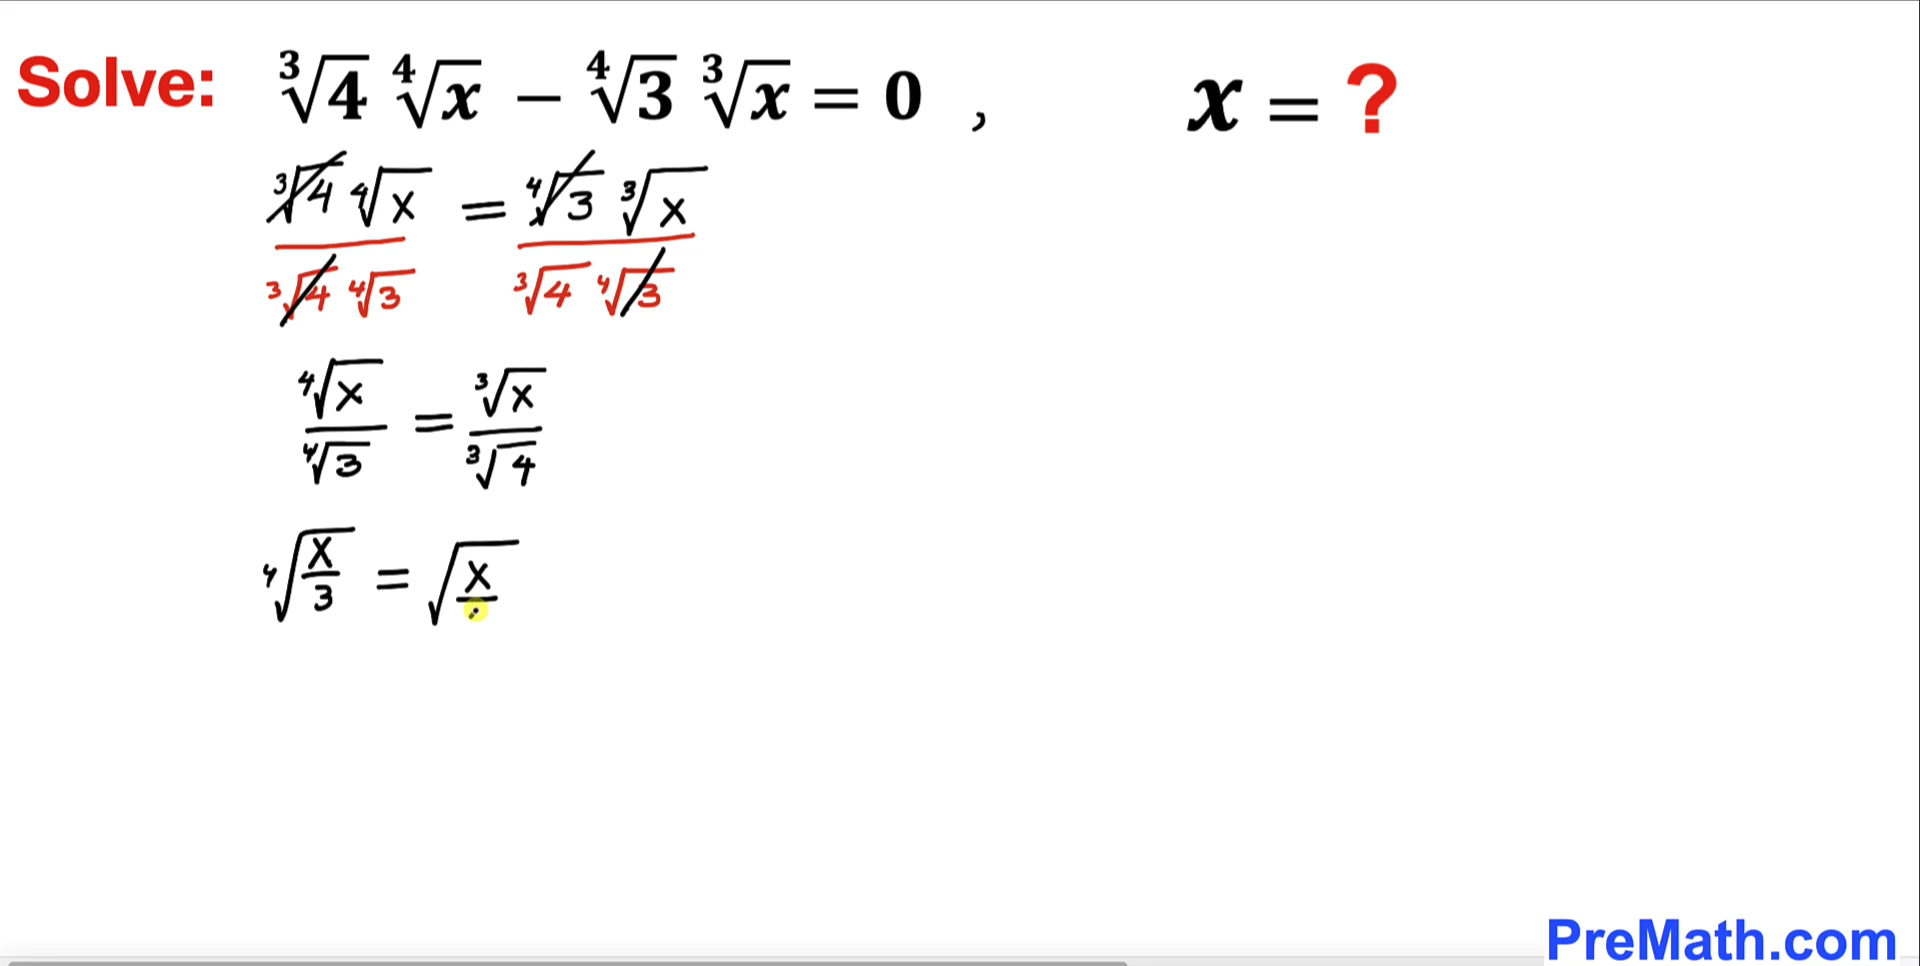 Solve: ∛4 ∜x − ∜3 ∛x = 0 , x = ?
∛4 ∜x / ∛4 ∜3 = ∜3 ∛x / ∛4 ∜3
∜x / ∜3 = ∛x / ∛4
∜(x/3) = √(x/
PreMath.com